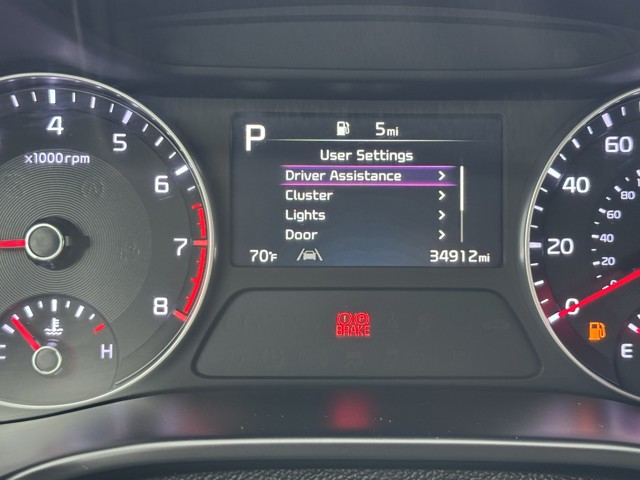 P 5mi
User Settings
Driver Assistance >
Cluster >
Lights >
Door >
70°F 34912mi
4
5
6
7
8
x1000rpm
H
BRAKE
60
40
20
0
80
60
40
20
0
E